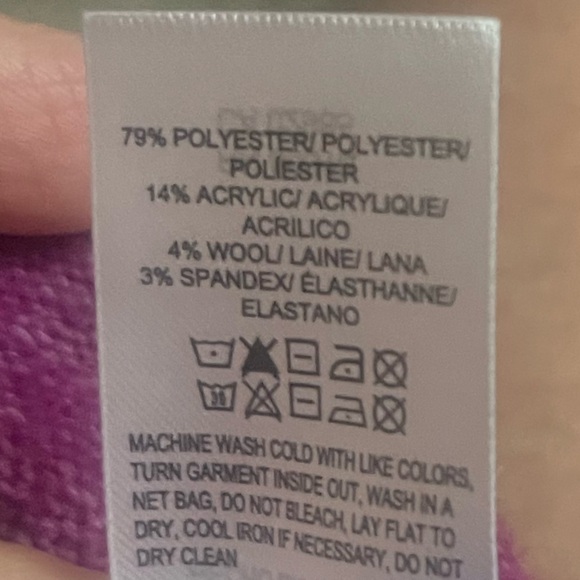 79% POLYESTER/ POLYESTER/
POLÍESTER
14% ACRYLIC/ ACRYLIQUE/
ACRILICO
4% WOOL/ LAINE/ LANA
3% SPANDEX/ ÉLASTHANNE/
ELASTANO
30
MACHINE WASH COLD WITH LIKE COLORS,
TURN GARMENT INSIDE OUT, WASH IN A
NET BAG, DO NOT BLEACH, LAY FLAT TO
DRY, COOL IRON IF NECESSARY, DO NOT
DRY CLEAN